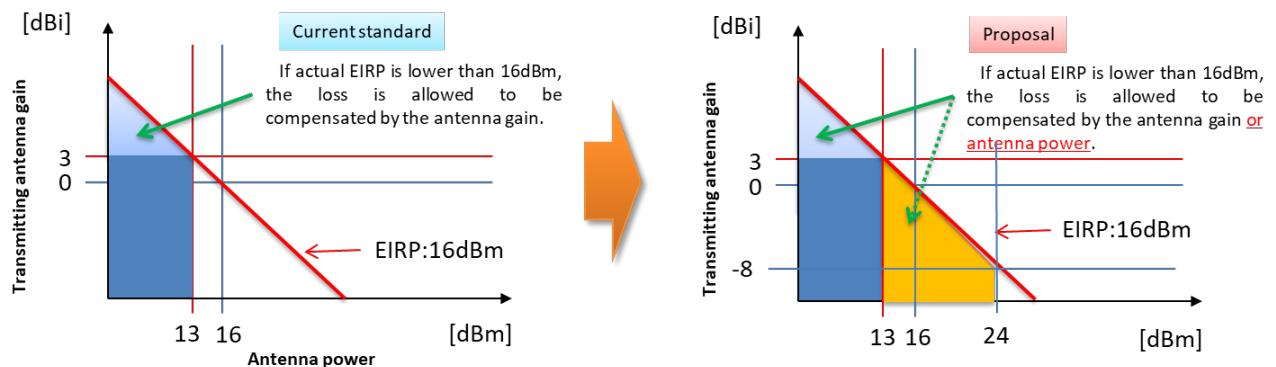 [dBi]
Current standard
If actual EIRP is lower than 16dBm,
the loss is allowed to be
compensated by the antenna gain.
Transmitting antenna gain
3
0
EIRP:16dBm
13
16
[dBm]
Antenna power
[dBi]
Proposal
If actual EIRP is lower than 16dBm,
the loss is allowed to be
compensated by the antenna gain or
antenna power.
Transmitting antenna gain
3
0
-8
EIRP:16dBm
13
16
24
[dBm]